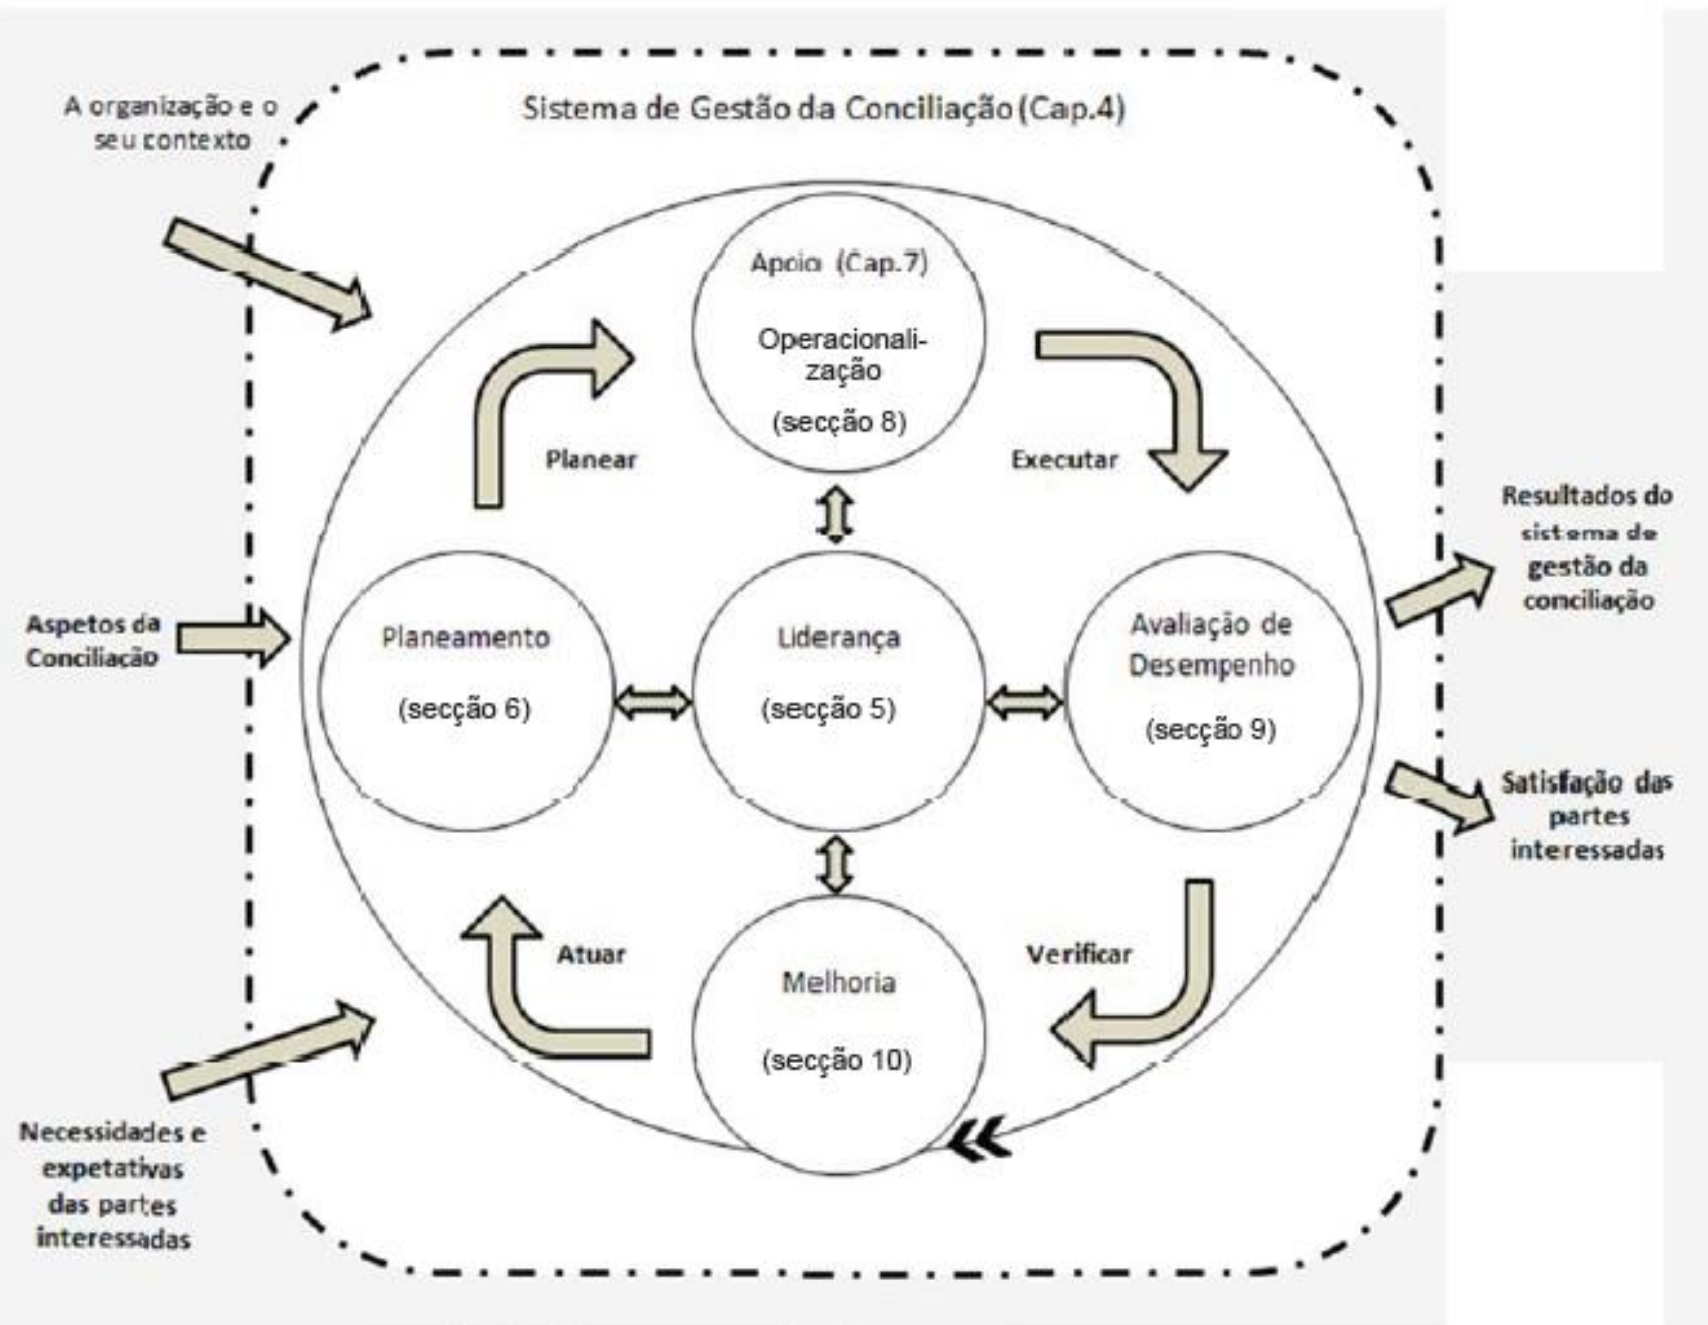 Sistema de Gestão da Conciliação (Cap.4)
A organização e o
seu contexto
Apoio (Cap.7)
Operacionali-
zação
(secção 8)
Planear
Executar
Aspetos da
Conciliação
Planeamento
(secção 6)
Liderança
(secção 5)
Avaliação de
Desempenho
(secção 9)
Resultados do
sistema de
gestão da
conciliação
Satisfação das
partes
interessadas
Atuar
Verificar
Melhoria
(secção 10)
Necessidades e
expetativas
das partes
interessadas